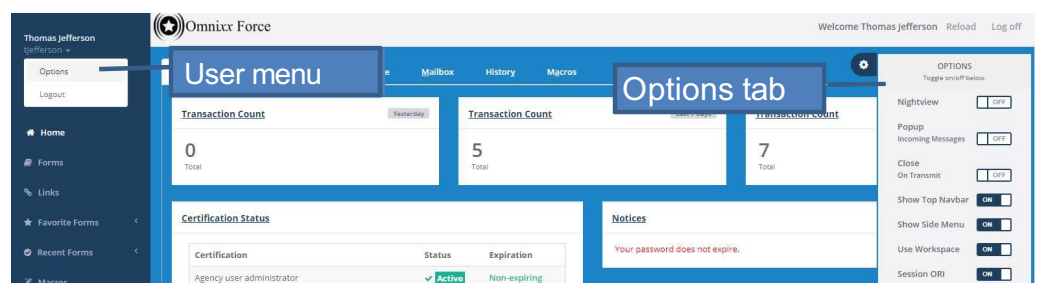 Thomas Jefferson
tjefferson
Options
Logout
Home
Forms
Links
Favorite Forms
Recent Forms
Macros
Omnixx Force
Welcome Thomas Jefferson Reload Log off
User menu
e Mailbox History Macros
Options tab
Transaction Count Yesterday
0
Total
Transaction Count Last 7 Days
5
Total
Transaction Count
7
Total
Certification Status
Certification Status Expiration
Agency user administrator Active Non-expiring
Notices
Your password does not expire.
OPTIONS
Toggle on/off below.
Nightview OFF
Popup
Incoming Messages OFF
Close
On Transmit OFF
Show Top Navbar ON
Show Side Menu ON
Use Workspace ON
Session ORI ON